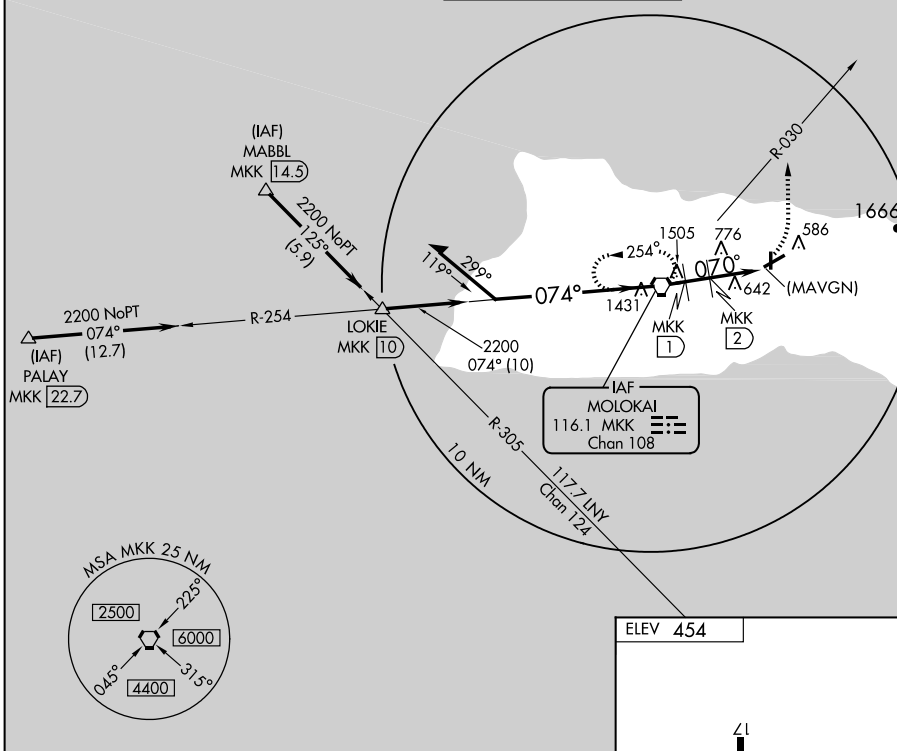 R-030
(IAF)
MABBL
MKK 14.5
2200 NoPT
125°
(5.9)
1666
1505
776
586
254°
070°
299°
119°
074°
1431
642
(MAVGN)
2200 NoPT
074°
(12.7)
R-254
LOKIE
MKK 10
MKK
1
MKK
2
(IAF)
PALAY
MKK 22.7
2200
074° (10)
IAF
MOLOKAI
116.1 MKK
Chan 108
R-305
10 NM
117.7 LNY
Chan 124
MSA MKK 25 NM
225°
2500
6000
045°
315°
4400
ELEV 454
17